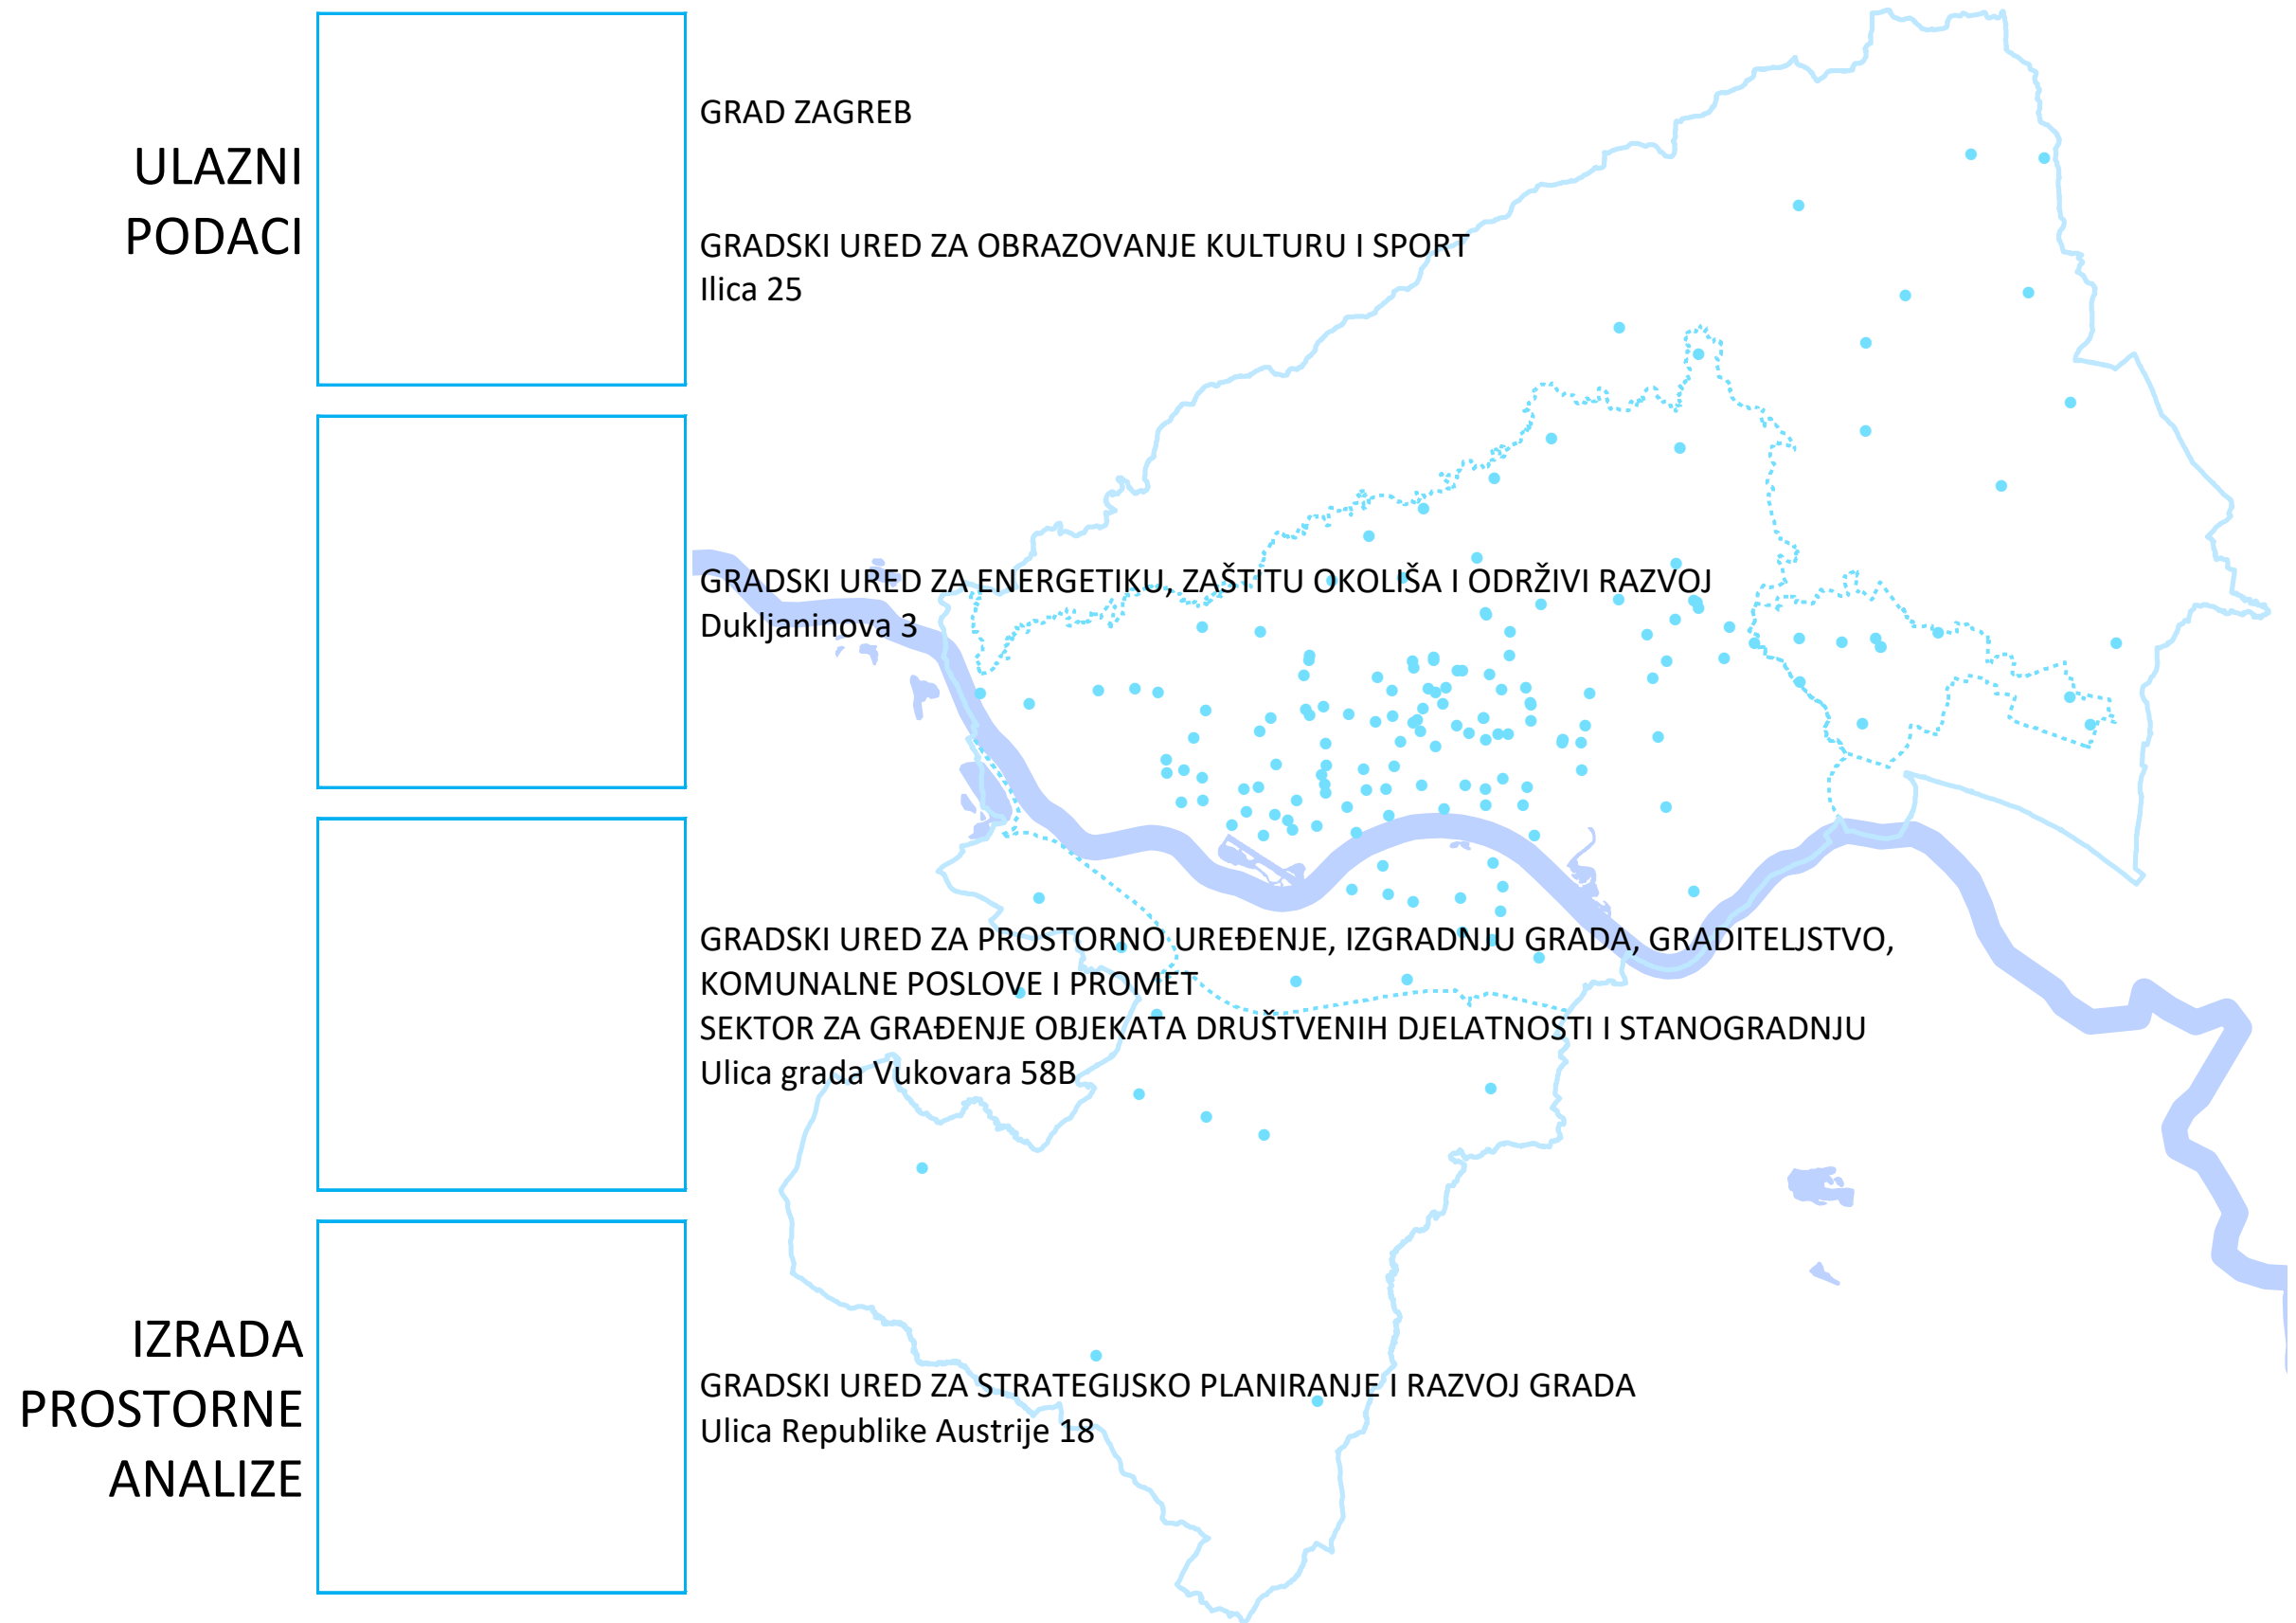 ULAZNI
PODACI
GRAD ZAGREB
GRADSKI URED ZA OBRAZOVANJE KULTURU I SPORT
Ilica 25
GRADSKI URED ZA ENERGETIKU, ZAŠTITU OKOLIŠA I ODRŽIVI RAZVOJ
Dukljaninova 3
GRADSKI URED ZA PROSTORNO UREĐENJE, IZGRADNJU GRADA, GRADITELJSTVO,
KOMUNALNE POSLOVE I PROMET
SEKTOR ZA GRAĐENJE OBJEKATA DRUŠTVENIH DJELATNOSTI I STANOGRADNJU
Ulica grada Vukovara 58B
IZRADA
PROSTORNE
ANALIZE
GRADSKI URED ZA STRATEGIJSKO PLANIRANJE I RAZVOJ GRADA
Ulica Republike Austrije 18